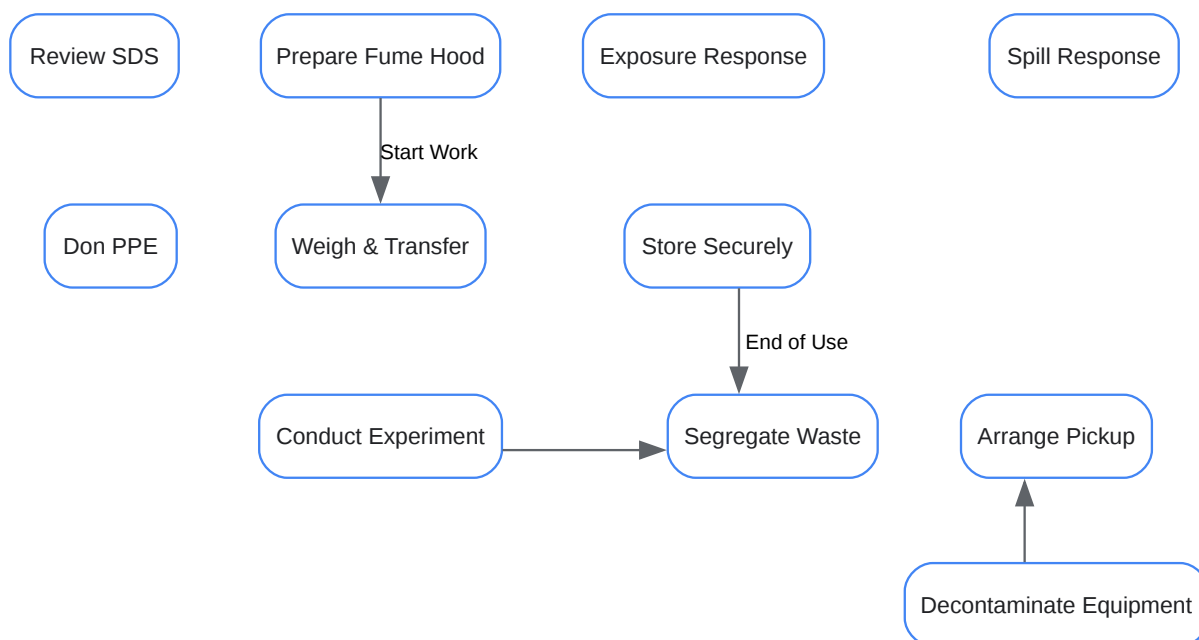 Review SDS
Prepare Fume Hood
Exposure Response
Spill Response
Start Work
Don PPE
Weigh & Transfer
Store Securely
End of Use
Conduct Experiment
Segregate Waste
Arrange Pickup
Decontaminate Equipment